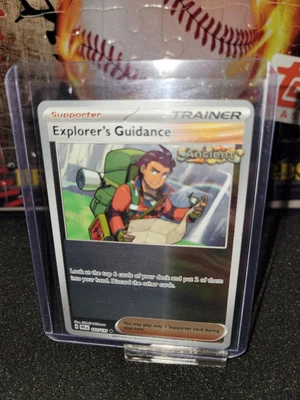 Supporter
TRAINER
Explorer's Guidance
Ancient
Look at the top 6 cards of your deck and put 2 of them
into your hand. Discard the other cards.
You may play only 1 Supporter card during
your turn.